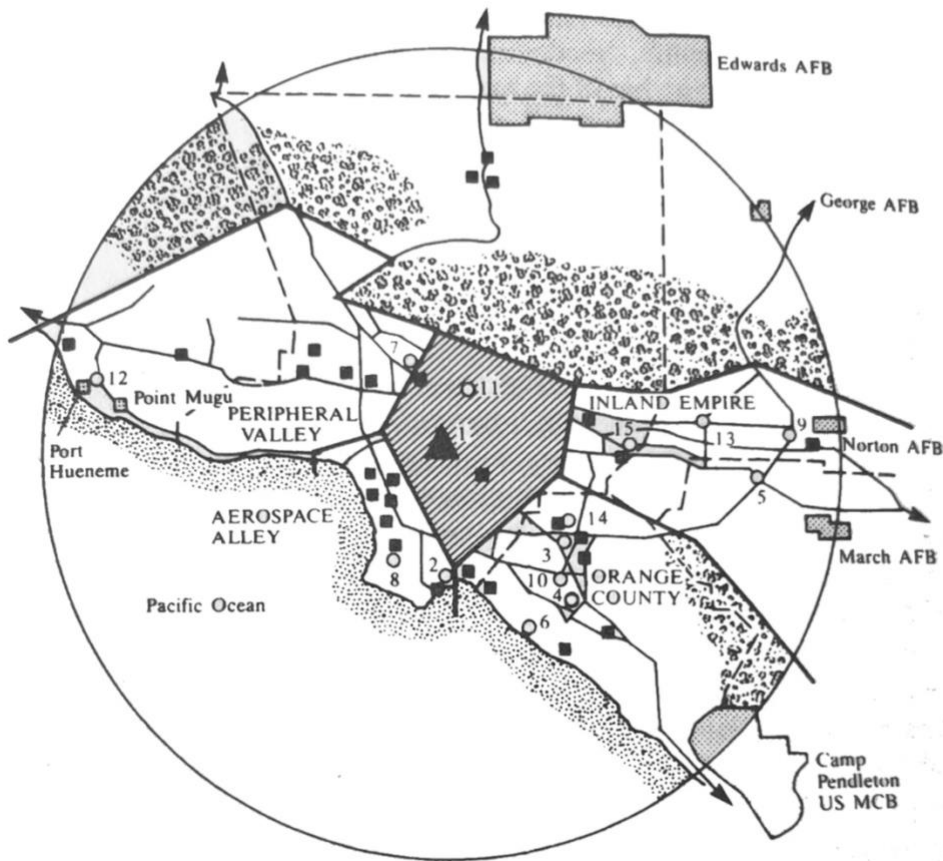 Edwards AFB
George AFB
7
11
12
Point Mugu
PERIPHERAL
VALLEY
1
INLAND EMPIRE
15
13
9
Port
Hueneme
Norton AFB
5
AEROSPACE
ALLEY
14
3
March AFB
2
8
10
ORANGE
COUNTY
4
Pacific Ocean
6
Camp
Pendleton
US MCB